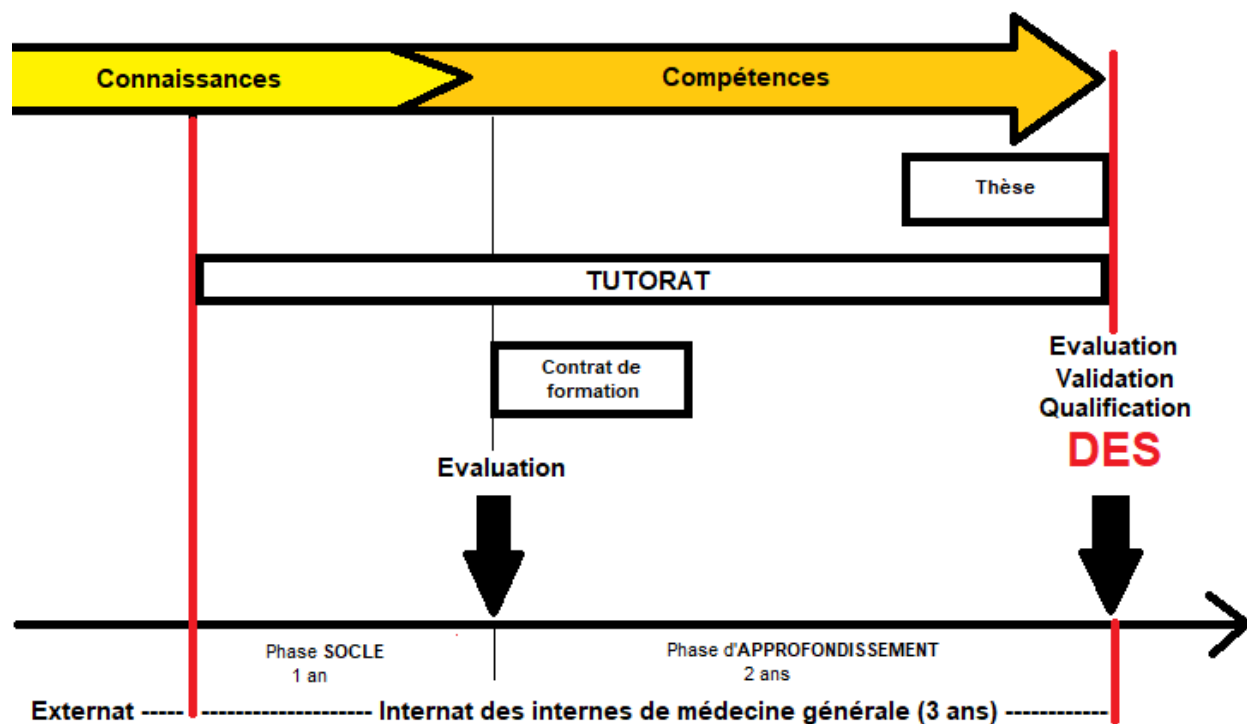 Connaissances
Compétences
Thèse
TUTORAT
Contrat de
formation
Evaluation
Evaluation
Validation
Qualification
DES
Phase SOCLE
1 an
Phase d'APPROFONDISSEMENT
2 ans
Externat ----- -------------------- Internat des internes de médecine générale (3 ans) ------------